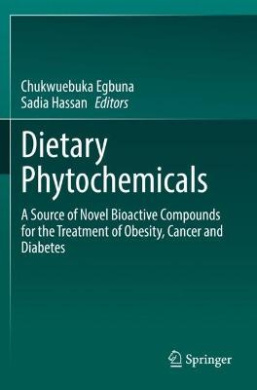 Chukwuebuka Egbuna
Sadia Hassan Editors
Dietary
Phytochemicals
A Source of Novel Bioactive Compounds
for the Treatment of Obesity, Cancer and
Diabetes
Springer